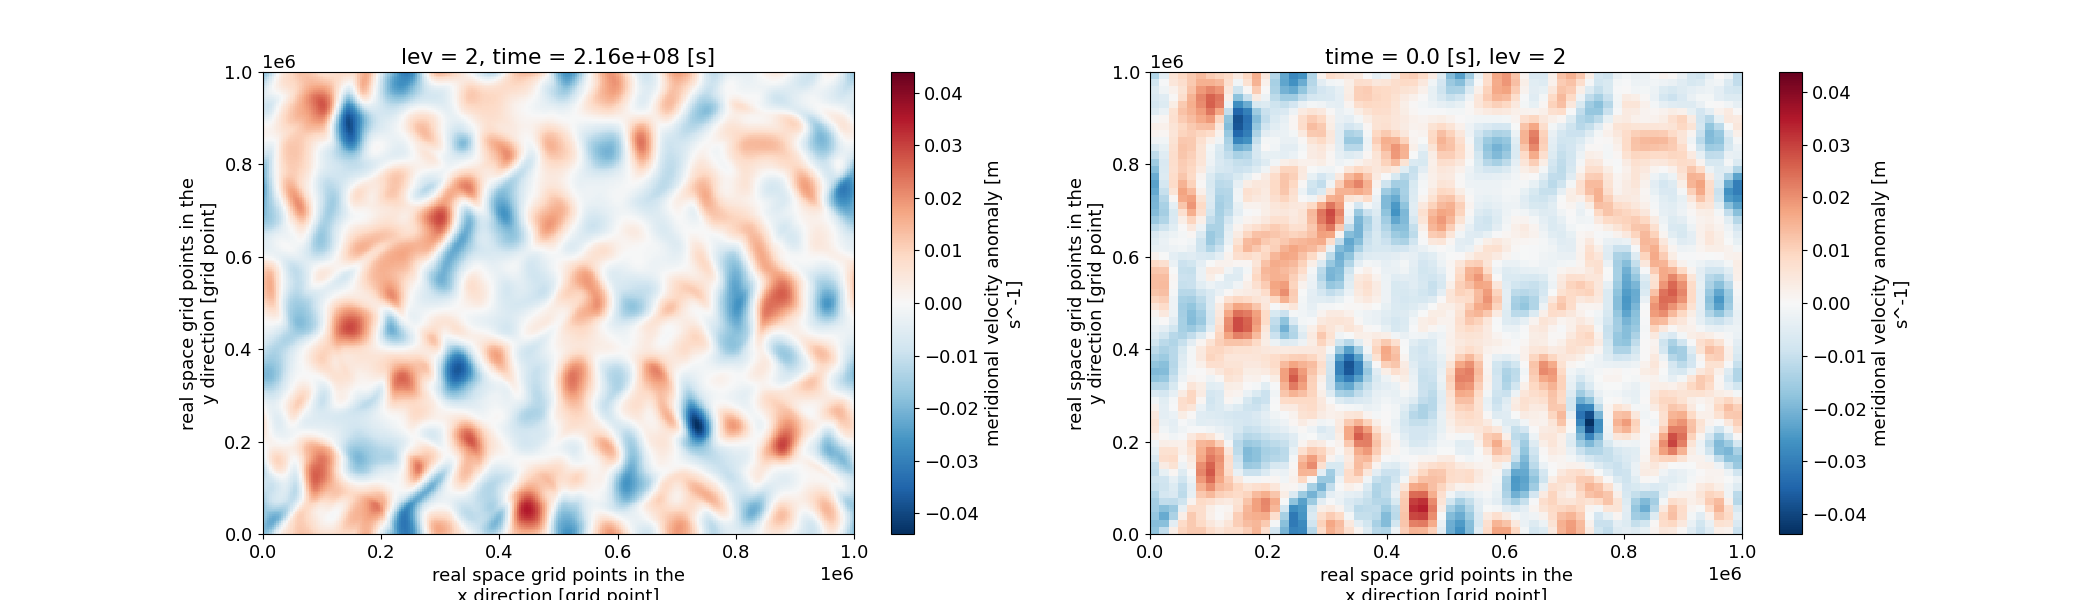 lev = 2, time = 2.16e+08 [s]
1e6
1.0
0.8
0.6
0.4
0.2
0.0
real space grid points in the
y direction [grid point]
0.0 0.2 0.4 0.6 0.8 1.0
1e6
real space grid points in the
x direction [grid point]
0.04
0.03
0.02
0.01
0.00
−0.01
−0.02
−0.03
−0.04
meridional velocity anomaly [m
s^-1]
time = 0.0 [s], lev = 2
1e6
1.0
0.8
0.6
0.4
0.2
0.0
real space grid points in the
y direction [grid point]
0.0 0.2 0.4 0.6 0.8 1.0
1e6
real space grid points in the
x direction [grid point]
0.04
0.03
0.02
0.01
0.00
−0.01
−0.02
−0.03
−0.04
meridional velocity anomaly [m
s^-1]